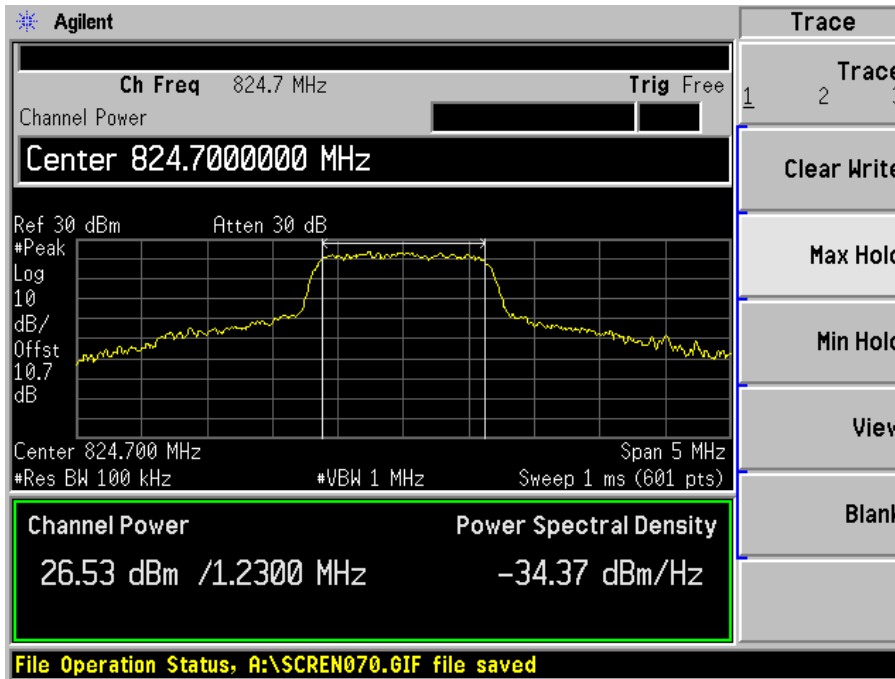 Agilent
Trace
Ch Freq 824.7 MHz
Trig Free
Channel Power
Center 824.7000000 MHz
Ref 30 dBm
Atten 30 dB
#Peak
Log
10
dB/
Offst
10.7
dB
Center 824.700 MHz
Span 5 MHz
#Res BW 100 kHz
#VBW 1 MHz
Sweep 1 ms (601 pts)
Channel Power
Power Spectral Density
26.53 dBm /1.2300 MHz
-34.37 dBm/Hz
File Operation Status, A:\SCREN070.GIF file saved
Trace
1 2
Clear Write
Max Hold
Min Hold
View
Blank